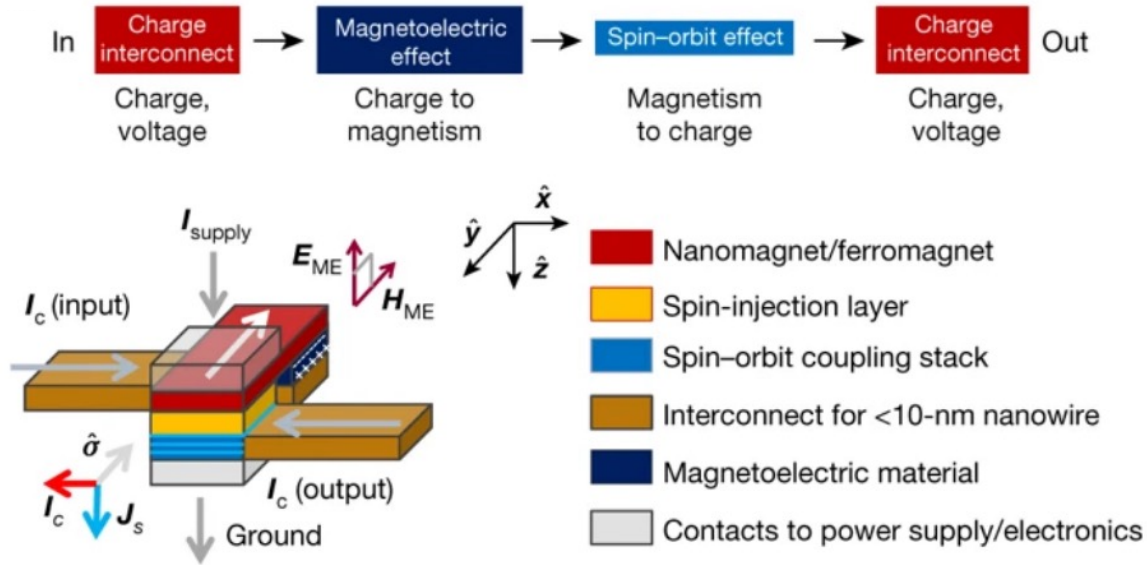 In
Charge
interconnect
Magnetoelectric
effect
Spin–orbit effect
Charge
interconnect
Out
Charge,
voltage
Charge to
magnetism
Magnetism
to charge
Charge,
voltage
I_supply
E_ME
H_ME
I_c (input)
x̂
ŷ
ẑ
Nanomagnet/ferromagnet
Spin-injection layer
Spin–orbit coupling stack
Interconnect for <10-nm nanowire
Magnetoelectric material
Contacts to power supply/electronics
σ̂
I_c
J_s
I_c (output)
Ground